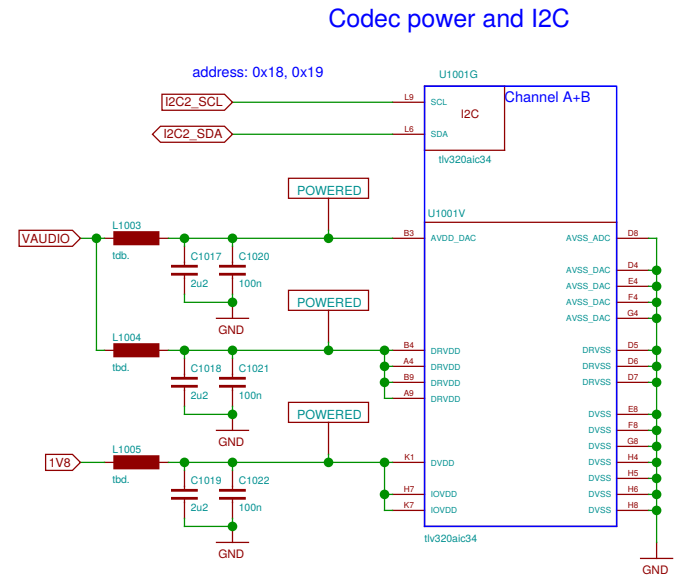 Codec power and I2C
address: 0x18, 0x19
U1001G
I2C2_SCL
L9
SCL
Channel A+B
I2C
I2C2_SDA
L6
SDA
tlv320aic34
POWERED
U1001V
L1003
VAUDIO
B3
AVDD_DAC
AVSS_ADC
D8
tdb.
C1017
C1020
2u2
100n
AVSS_DAC
D4
AVSS_DAC
E4
AVSS_DAC
F4
AVSS_DAC
G4
GND
POWERED
L1004
B4
DRVDD
DRVSS
D5
tbd.
C1018
C1021
A4
DRVDD
DRVSS
D6
B9
DRVDD
DRVSS
D7
2u2
100n
A9
DRVDD
GND
POWERED
DVSS
E8
DVSS
F8
DVSS
G8
L1005
1V8
K1
DVDD
DVSS
H4
tbd.
C1019
C1022
DVSS
H5
H7
IOVDD
DVSS
H6
2u2
100n
K7
IOVDD
DVSS
H8
GND
tlv320aic34
GND